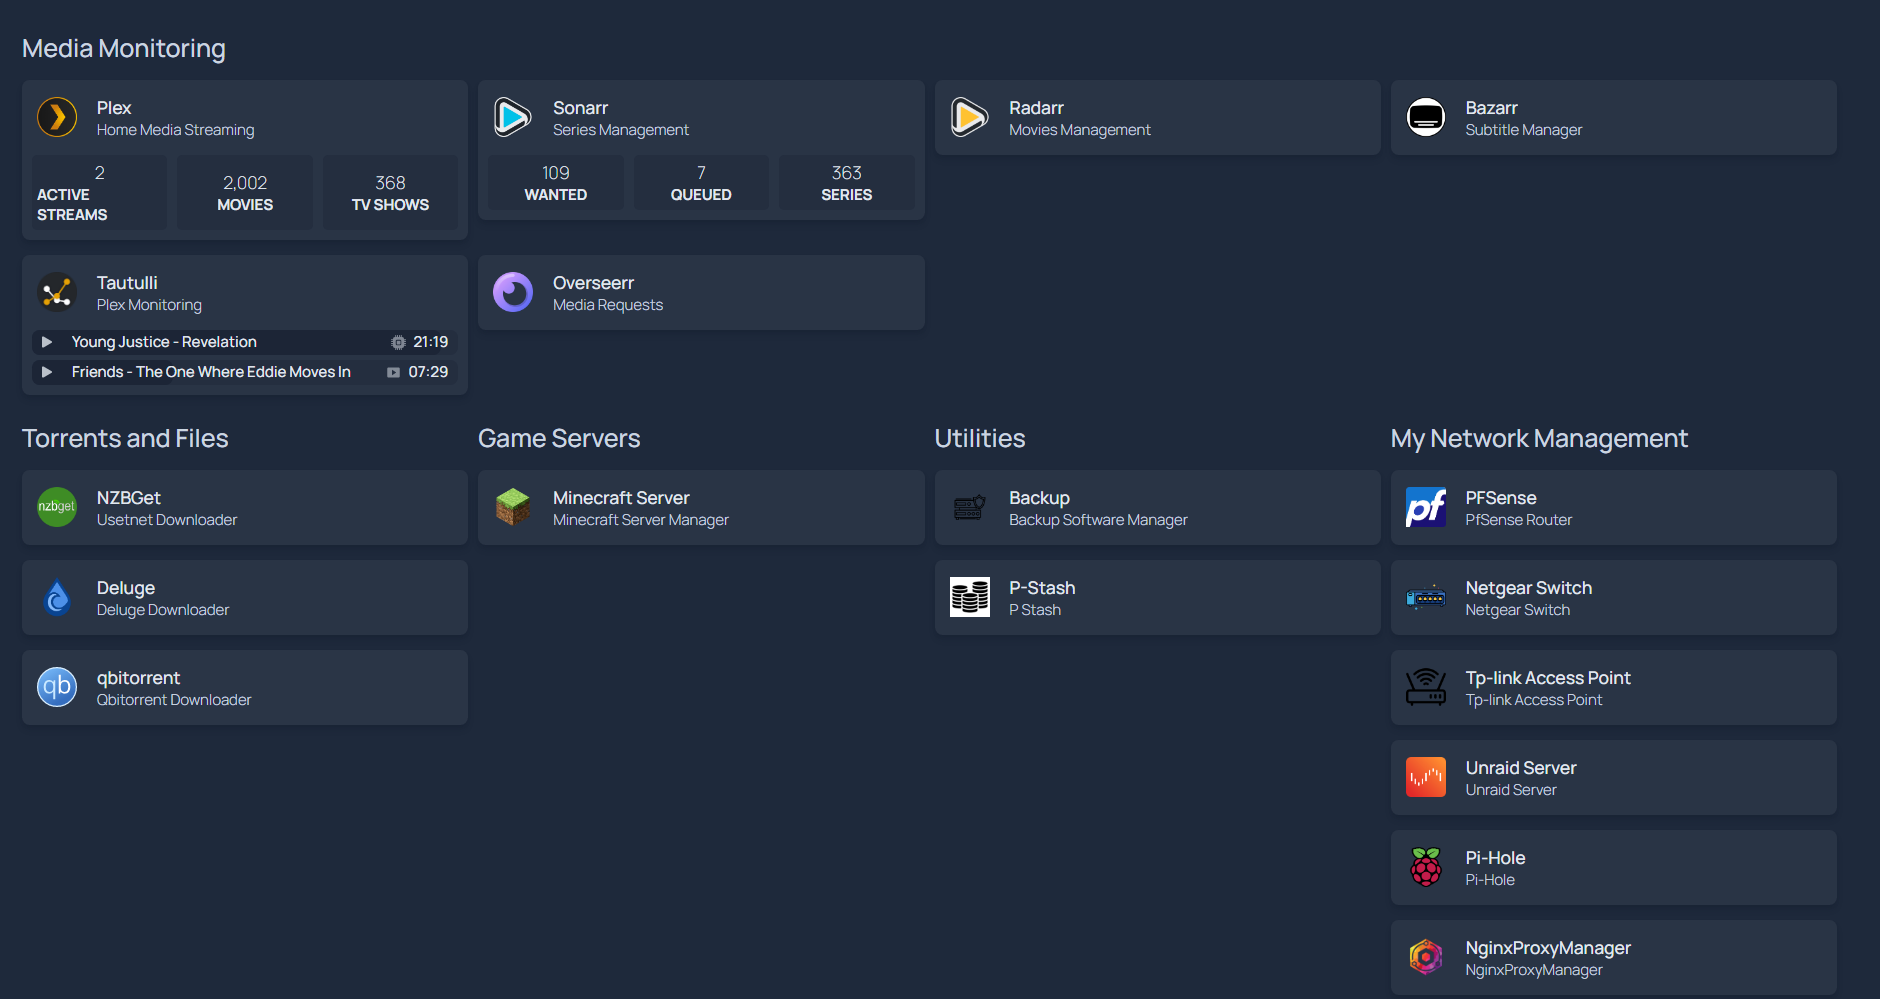 Media Monitoring
Plex
Home Media Streaming
2
ACTIVE
STREAMS
2,002
MOVIES
368
TV SHOWS
Sonarr
Series Management
109
WANTED
7
QUEUED
363
SERIES
Radarr
Movies Management
Bazarr
Subtitle Manager
Tautulli
Plex Monitoring
Young Justice - Revelation 21:19
Friends - The One Where Eddie Moves In 07:29
Overseerr
Media Requests
Torrents and Files
nzbget
NZBGet
Usetnet Downloader
Deluge
Deluge Downloader
qb
qbitorrent
Qbitorrent Downloader
Game Servers
Minecraft Server
Minecraft Server Manager
Utilities
Backup
Backup Software Manager
P-Stash
P Stash
My Network Management
pf
PFSense
PfSense Router
Netgear Switch
Netgear Switch
Tp-link Access Point
Tp-link Access Point
Unraid Server
Unraid Server
Pi-Hole
Pi-Hole
NginxProxyManager
NginxProxyManager